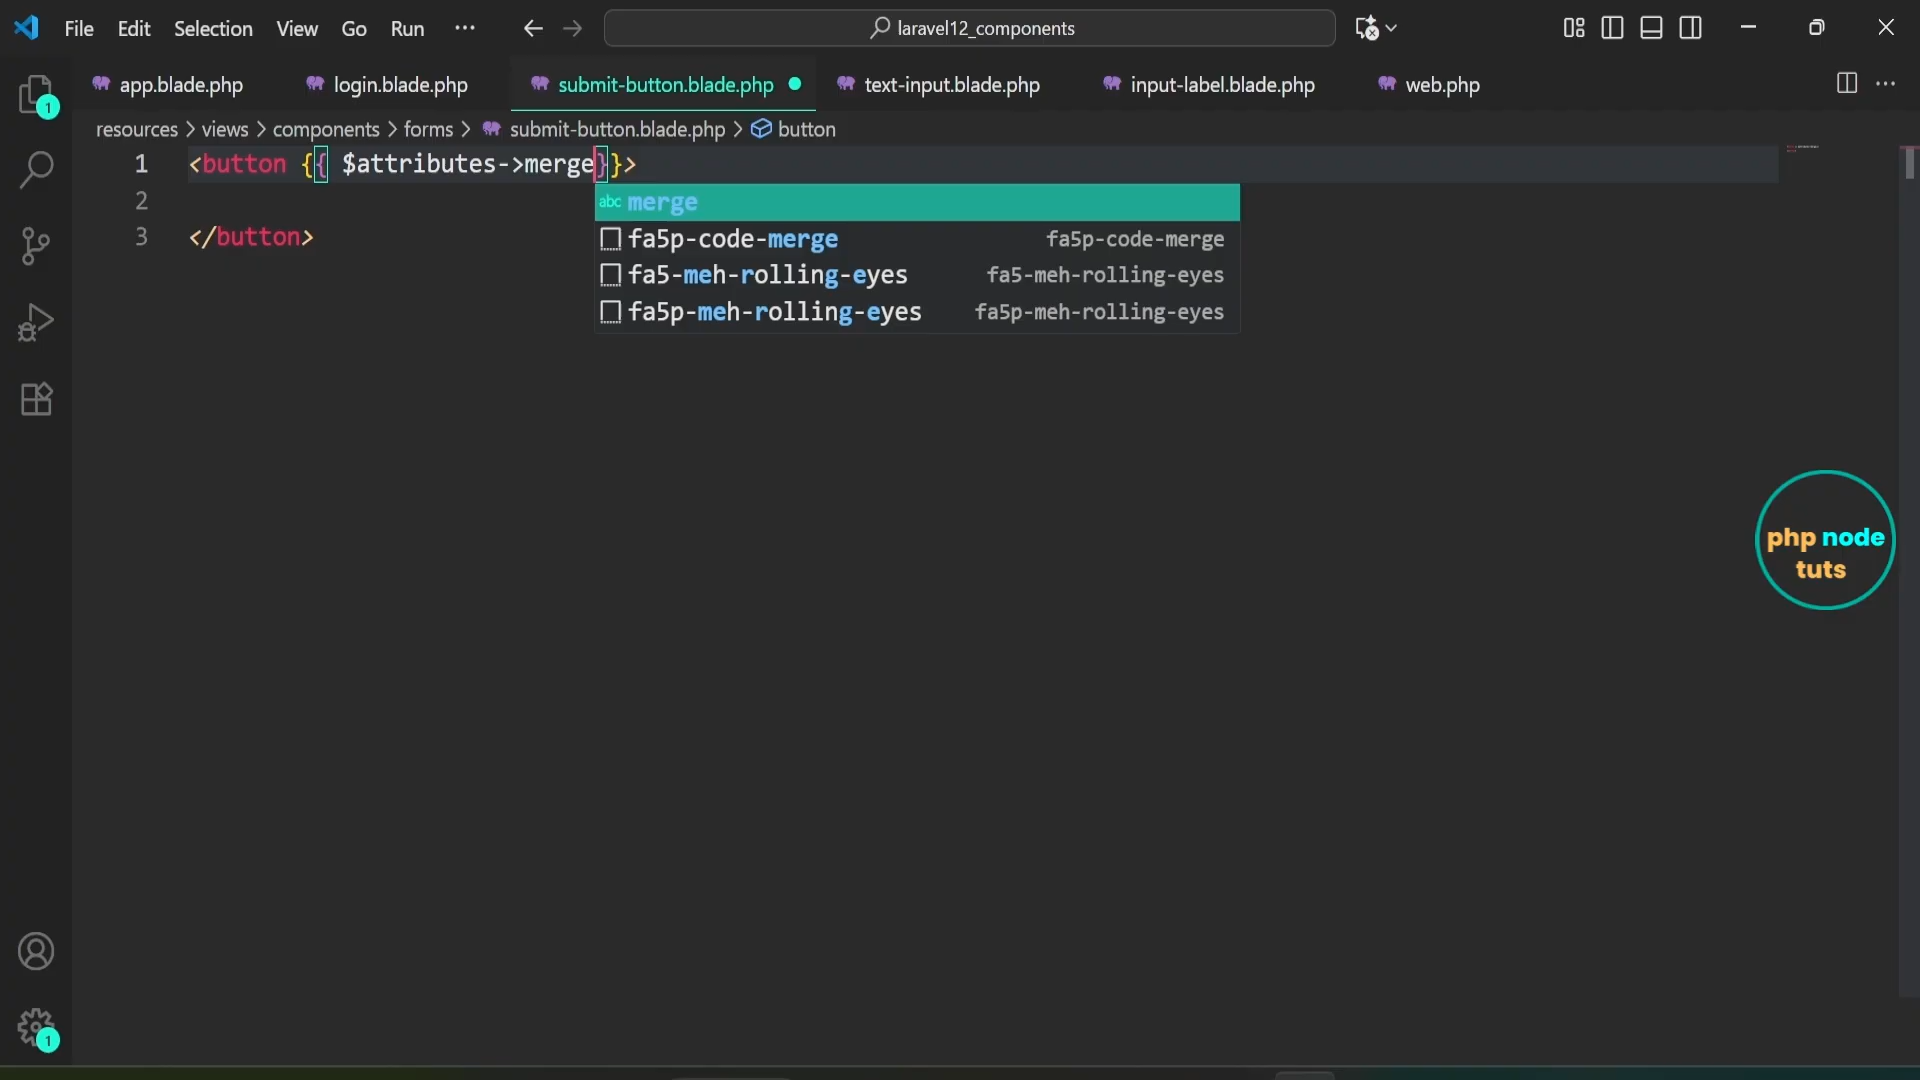 File Edit Selection View Go Run ··· laravel12_components
1 app.blade.php login.blade.php submit-button.blade.php text-input.blade.php input-label.blade.php web.php
resources > views > components > forms > submit-button.blade.php > button
1 <button {{ $attributes->merge}}>
abc merge
2
fa5p-code-merge fa5p-code-merge
3 </button>
fa5-meh-rolling-eyes fa5-meh-rolling-eyes
fa5p-meh-rolling-eyes fa5p-meh-rolling-eyes
php node
tuts
1